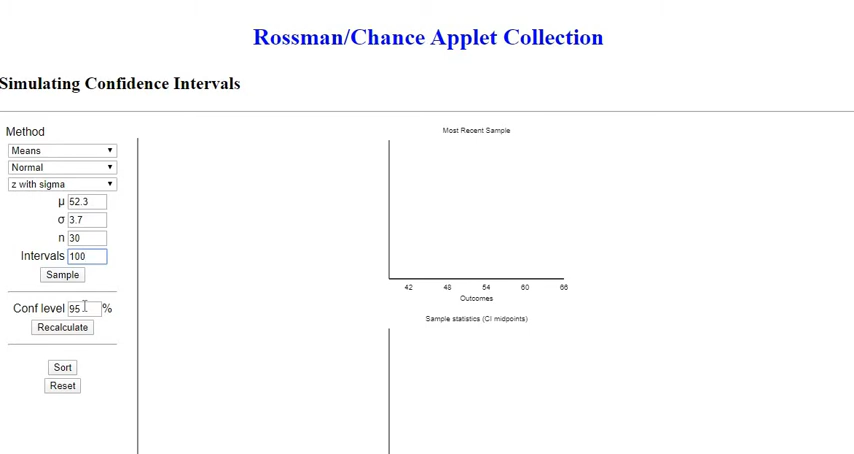 Rossman/Chance Applet Collection
Simulating Confidence Intervals
Method
Means
Normal
z with sigma
μ 52.3
σ 3.7
n 30
Intervals 100
Sample
Conf level 95 %
Recalculate
Sort
Reset
Most Recent Sample
42 48 54 60 66
Outcomes
Sample statistics (CI midpoints)